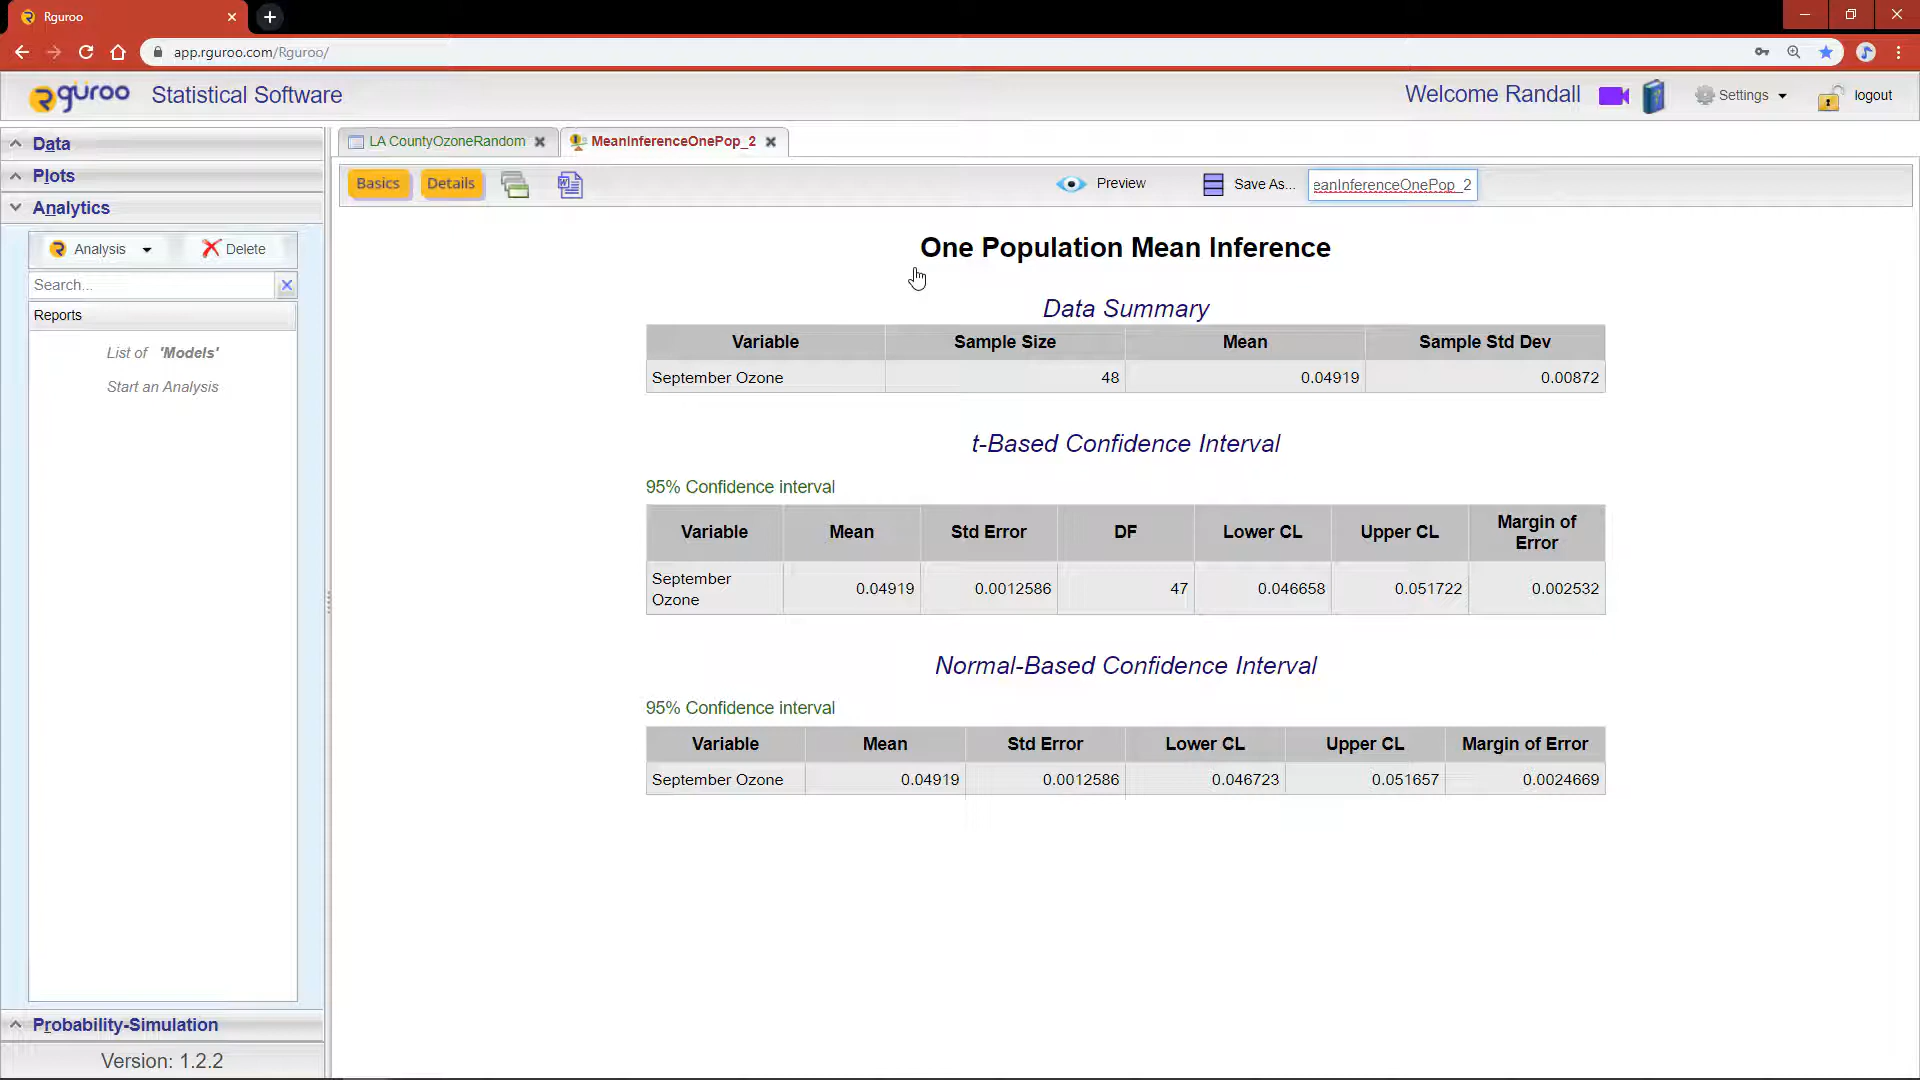 Rguroo
app.rguroo.com/Rguroo/
rguroo Statistical Software
Welcome Randall
Settings
logout
Data
Plots
Analytics
Analysis
Delete
Search...
Reports
List of 'Models'
Start an Analysis
Probability-Simulation
Version: 1.2.2
LA CountyOzoneRandom
MeanInferenceOnePop_2
Basics
Details
Preview
Save As...
eanInferenceOnePop_2
One Population Mean Inference
Data Summary
Variable Sample Size Mean Sample Std Dev
September Ozone 48 0.04919 0.00872
t-Based Confidence Interval
95% Confidence interval
Variable Mean Std Error DF Lower CL Upper CL Margin of
Error
September
Ozone 0.04919 0.0012586 47 0.046658 0.051722 0.002532
Normal-Based Confidence Interval
95% Confidence interval
Variable Mean Std Error Lower CL Upper CL Margin of Error
September Ozone 0.04919 0.0012586 0.046723 0.051657 0.0024669